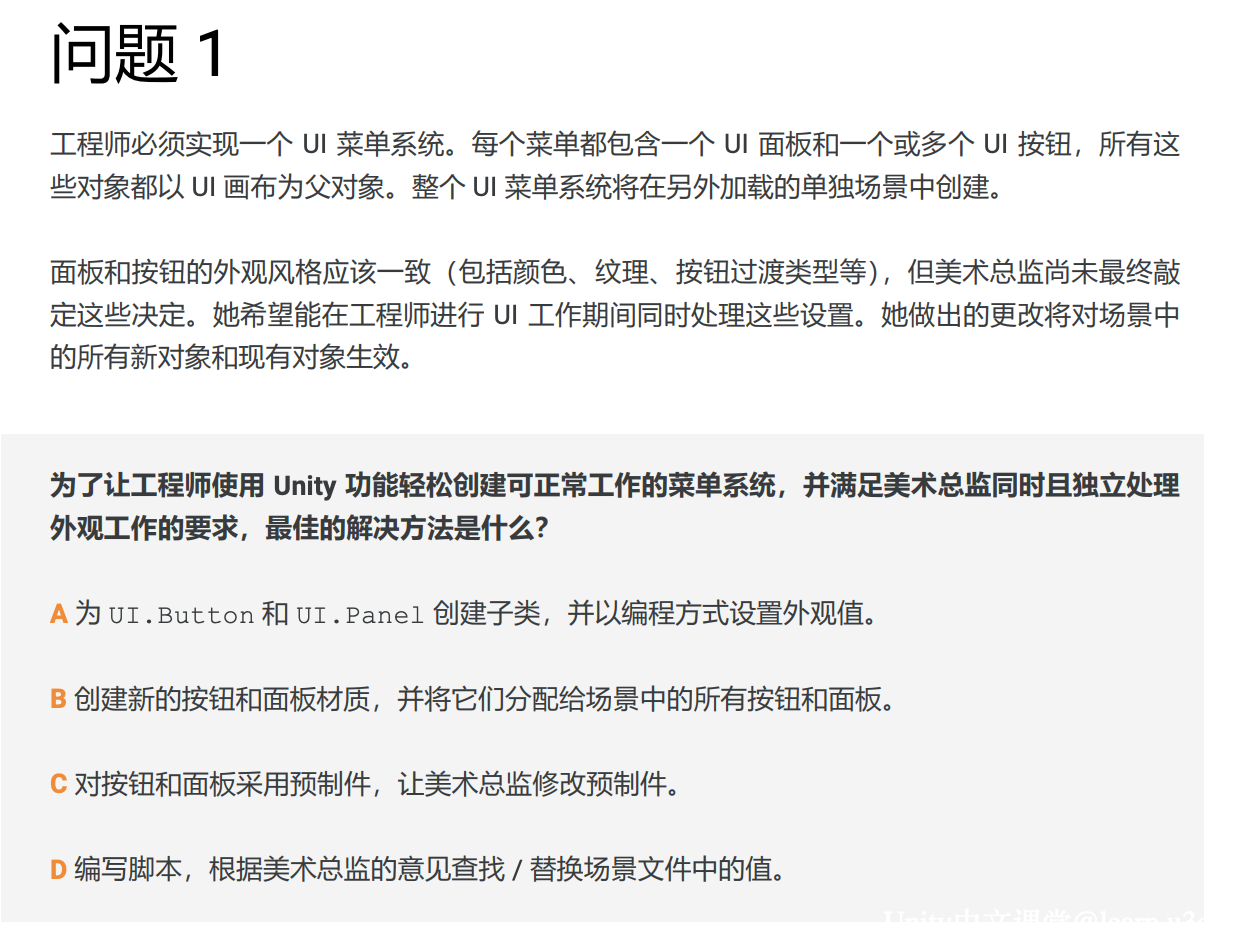 问题 1
工程师必须实现一个 UI 菜单系统。每个菜单都包含一个 UI 面板和一个或多个 UI 按钮，所有这
些对象都以 UI 画布为父对象。整个 UI 菜单系统将在另外加载的单独场景中创建。
面板和按钮的外观风格应该一致（包括颜色、纹理、按钮过渡类型等），但美术总监尚未最终敲
定这些决定。她希望能在工程师进行 UI 工作期间同时处理这些设置。她做出的更改将对场景中
的所有新对象和现有对象生效。
为了让工程师使用 Unity 功能轻松创建可正常工作的菜单系统，并满足美术总监同时且独立处理
外观工作的要求，最佳的解决方法是什么？
A 为 UI.Button 和 UI.Panel 创建子类，并以编程方式设置外观值。
B 创建新的按钮和面板材质，并将它们分配给场景中的所有按钮和面板。
C 对按钮和面板采用预制件，让美术总监修改预制件。
D 编写脚本，根据美术总监的意见查找 / 替换场景文件中的值。
Unity中文课堂@learn.u3